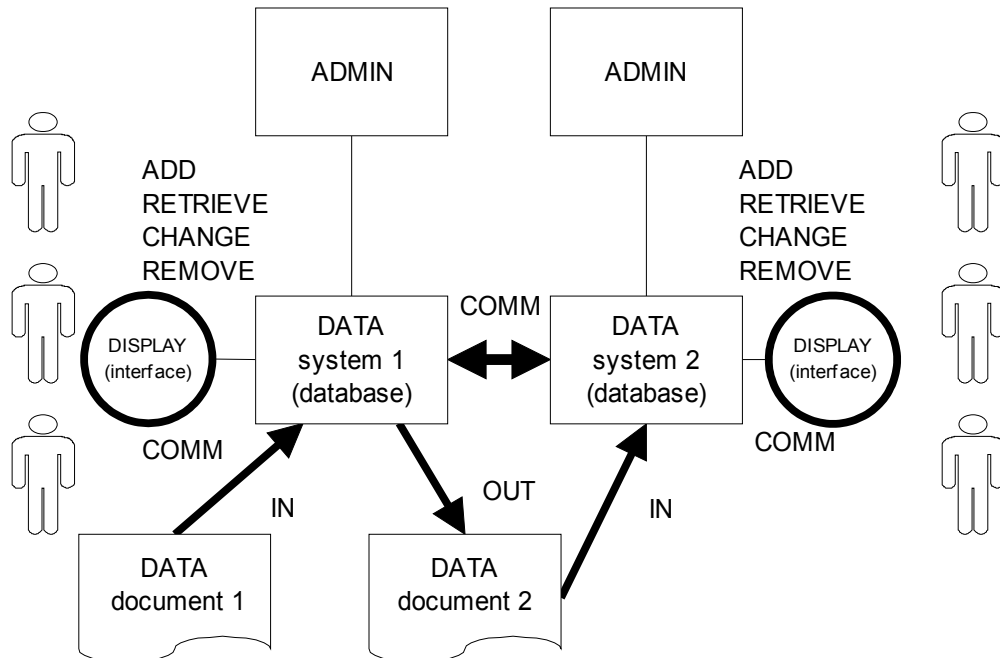 ADMIN
ADMIN
ADD
RETRIEVE
CHANGE
REMOVE
ADD
RETRIEVE
CHANGE
REMOVE
DISPLAY
(interface)
DATA
system 1
(database)
COMM
DATA
system 2
(database)
DISPLAY
(interface)
COMM
COMM
IN
OUT
IN
DATA
document 1
DATA
document 2